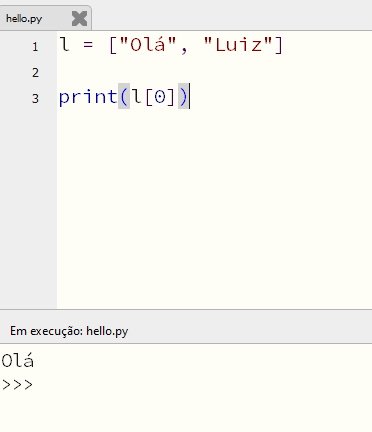 hello.py
1 l = ["Olá", "Luiz"]
2
3 print(l[0])
Em execução: hello.py
Olá
>>>